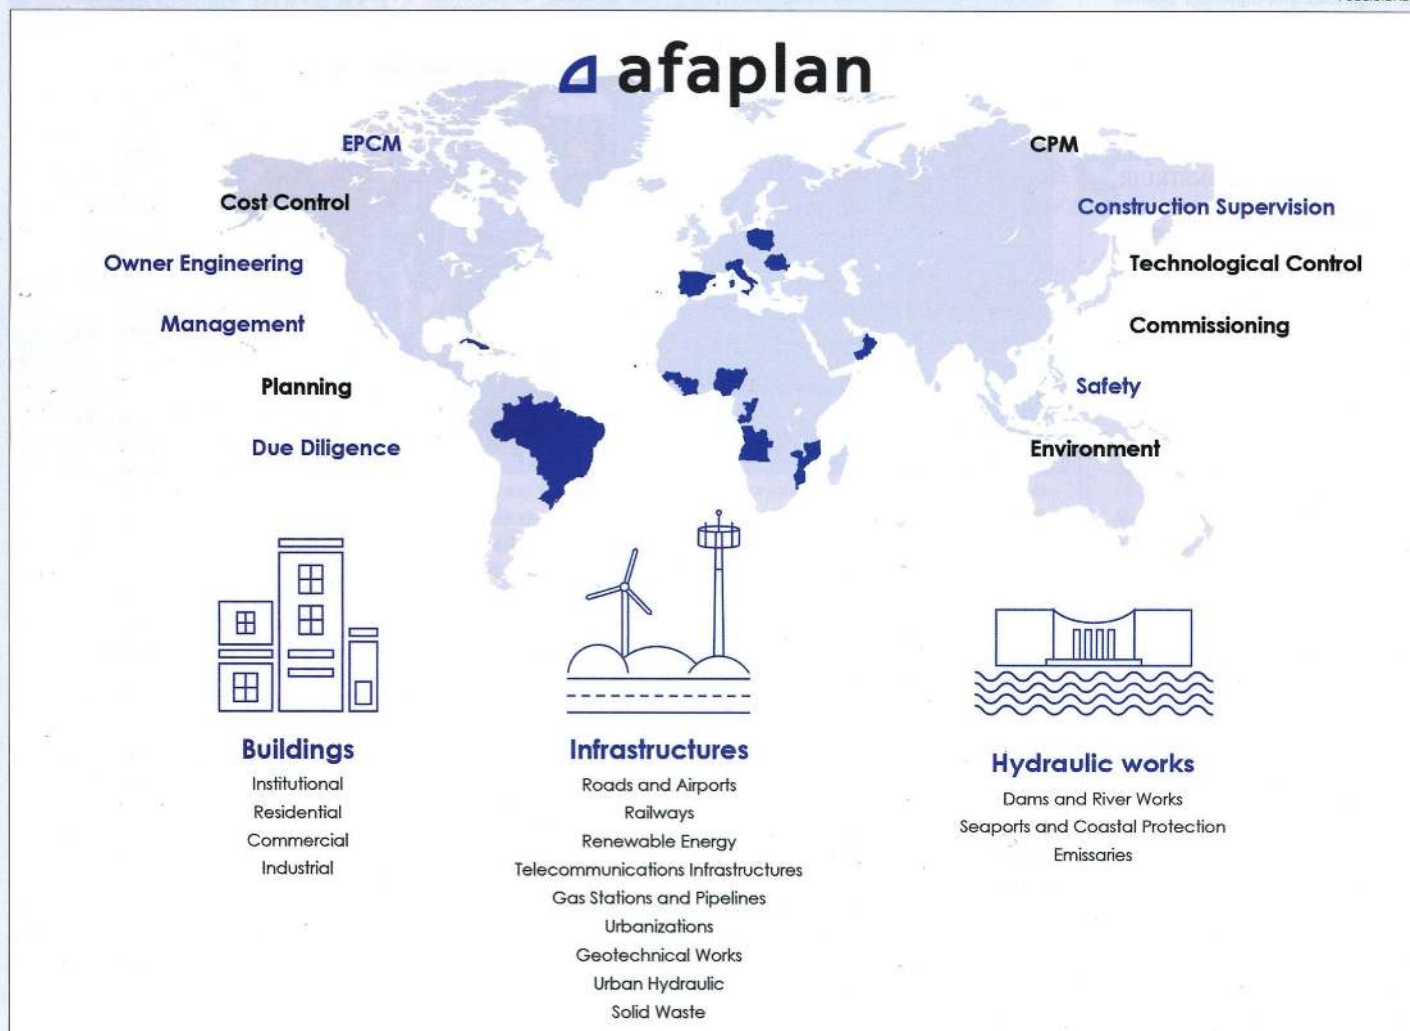 afaplan
EPCM
Cost Control
Owner Engineering
Management
Planning
Due Diligence
CPM
Construction Supervision
Technological Control
Commissioning
Safety
Environment
Buildings
Institutional
Residential
Commercial
Industrial
Infrastructures
Roads and Airports
Railways
Renewable Energy
Telecommunications Infrastructures
Gas Stations and Pipelines
Urbanizations
Geotechnical Works
Urban Hydraulic
Solid Waste
Hydraulic works
Dams and River Works
Seaports and Coastal Protection
Emissaries